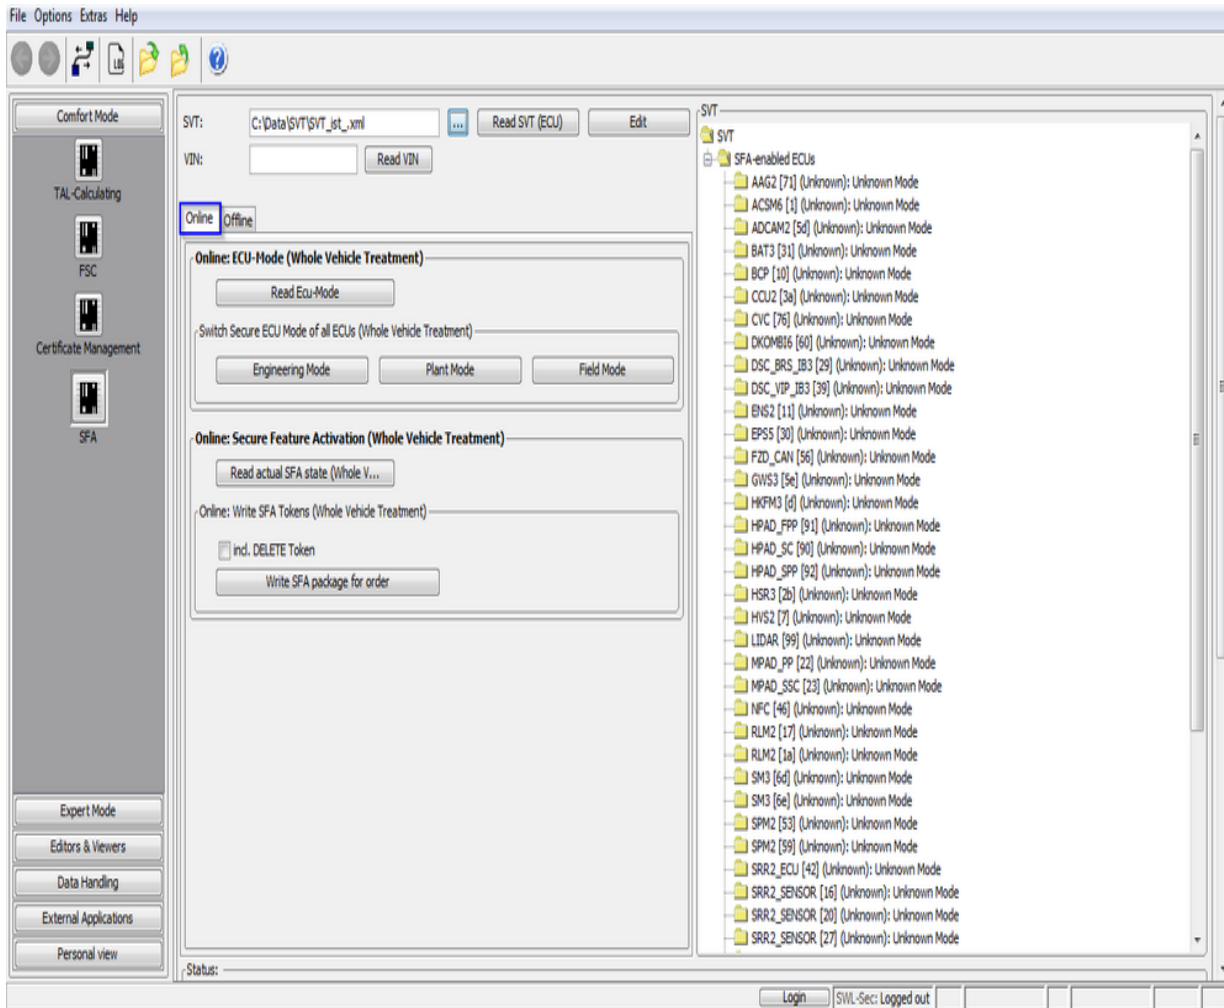 File Options Extras Help
Comfort Mode
TAL-Calculating
FSC
Certificate Management
SFA
Expert Mode
Editors & Viewers
Data Handling
External Applications
Personal view
SVT: C:\Data\SVT\SVT_ist_.xml ... Read SVT (ECU) Edit
VIN: Read VIN
Online Offline
Online: ECU-Mode (Whole Vehicle Treatment)
Read Ecu-Mode
Switch Secure ECU Mode of all ECUs (Whole Vehicle Treatment)
Engineering Mode Plant Mode Field Mode
Online: Secure Feature Activation (Whole Vehicle Treatment)
Read actual SFA state (Whole V...
Online: Write SFA Tokens (Whole Vehicle Treatment)
incl. DELETE Token
Write SFA package for order
SVT
SVT
SFA-enabled ECUs
AAG2 [71] (Unknown): Unknown Mode
ACSM6 [1] (Unknown): Unknown Mode
ADCAM2 [5d] (Unknown): Unknown Mode
BAT3 [31] (Unknown): Unknown Mode
BCP [10] (Unknown): Unknown Mode
CCU2 [3a] (Unknown): Unknown Mode
CVC [76] (Unknown): Unknown Mode
DKOMBI6 [60] (Unknown): Unknown Mode
DSC_BRS_IB3 [29] (Unknown): Unknown Mode
DSC_VIP_IB3 [39] (Unknown): Unknown Mode
ENS2 [11] (Unknown): Unknown Mode
EPS5 [30] (Unknown): Unknown Mode
FZD_CAN [56] (Unknown): Unknown Mode
GWS3 [5e] (Unknown): Unknown Mode
HKFM3 [d] (Unknown): Unknown Mode
HPAD_FPP [91] (Unknown): Unknown Mode
HPAD_SC [90] (Unknown): Unknown Mode
HPAD_SPP [92] (Unknown): Unknown Mode
HSR3 [2b] (Unknown): Unknown Mode
HVS2 [7] (Unknown): Unknown Mode
LIDAR [99] (Unknown): Unknown Mode
MPAD_PP [22] (Unknown): Unknown Mode
MPAD_SSC [23] (Unknown): Unknown Mode
NFC [46] (Unknown): Unknown Mode
RLM2 [17] (Unknown): Unknown Mode
RLM2 [1a] (Unknown): Unknown Mode
SM3 [6d] (Unknown): Unknown Mode
SM3 [6e] (Unknown): Unknown Mode
SPM2 [53] (Unknown): Unknown Mode
SPM2 [59] (Unknown): Unknown Mode
SRR2_ECU [42] (Unknown): Unknown Mode
SRR2_SENSOR [16] (Unknown): Unknown Mode
SRR2_SENSOR [20] (Unknown): Unknown Mode
SRR2_SENSOR [27] (Unknown): Unknown Mode
Status:
Login SWL-Sec: Logged out